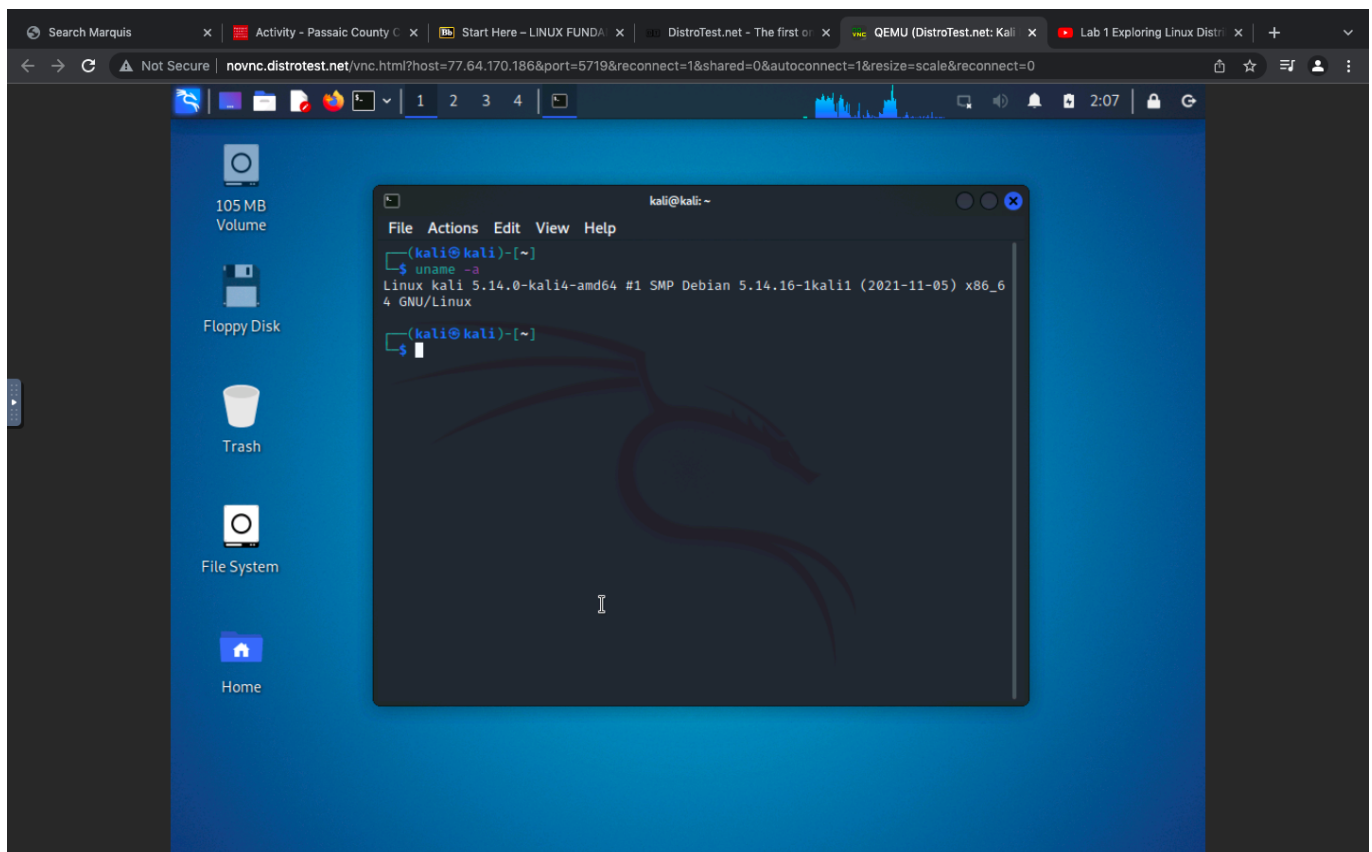 Search Marquis
Activity - Passaic County C
Bb Start Here – LINUX FUNDA
DistroTest.net - The first or
VNC QEMU (DistroTest.net: Kali
Lab 1 Exploring Linux Distri
Not Secure | novnc.distrotest.net/vnc.html?host=77.64.170.186&port=5719&reconnect=1&shared=0&autoconnect=1&resize=scale&reconnect=0
1 2 3 4
2:07
105 MB
Volume
Floppy Disk
Trash
File System
Home
kali@kali: ~
File Actions Edit View Help
┌──(kali㉿kali)-[~]
└─$ uname -a
Linux kali 5.14.0-kali4-amd64 #1 SMP Debian 5.14.16-1kali1 (2021-11-05) x86_6
4 GNU/Linux
┌──(kali㉿kali)-[~]
└─$